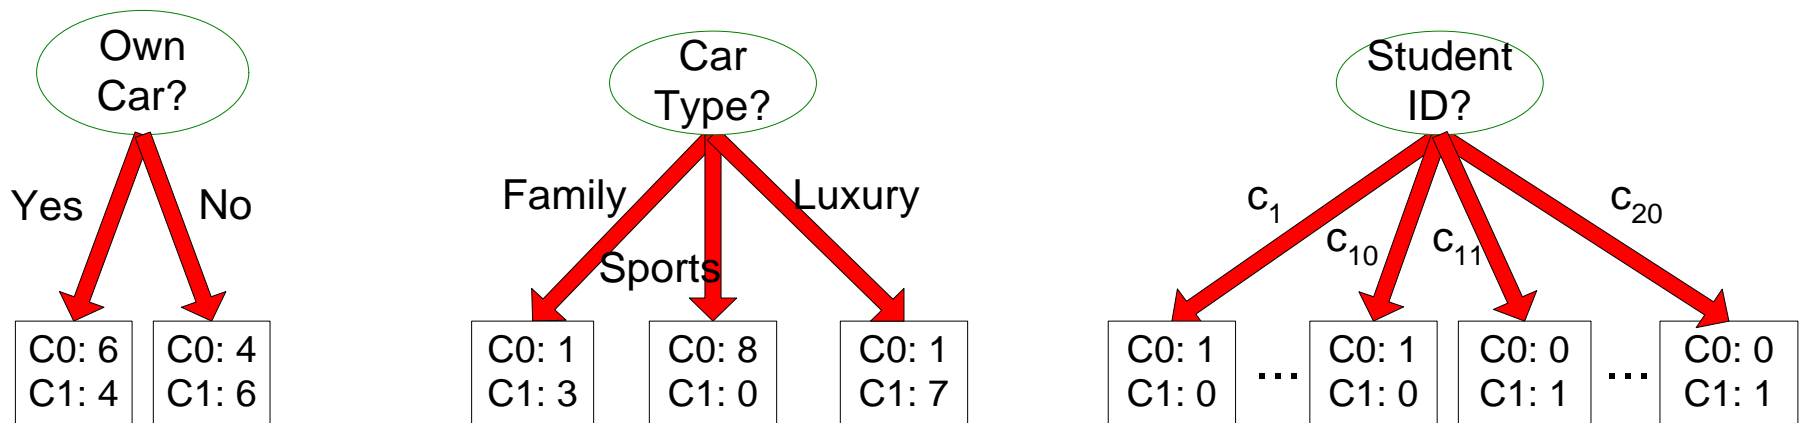 Own
Car?
Yes
No
C0: 6
C1: 4
C0: 4
C1: 6
Car
Type?
Family
Sports
Luxury
C0: 1
C1: 3
C0: 8
C1: 0
C0: 1
C1: 7
Student
ID?
c1
c10
c11
c20
C0: 1
C1: 0
...
C0: 1
C1: 0
C0: 0
C1: 1
...
C0: 0
C1: 1